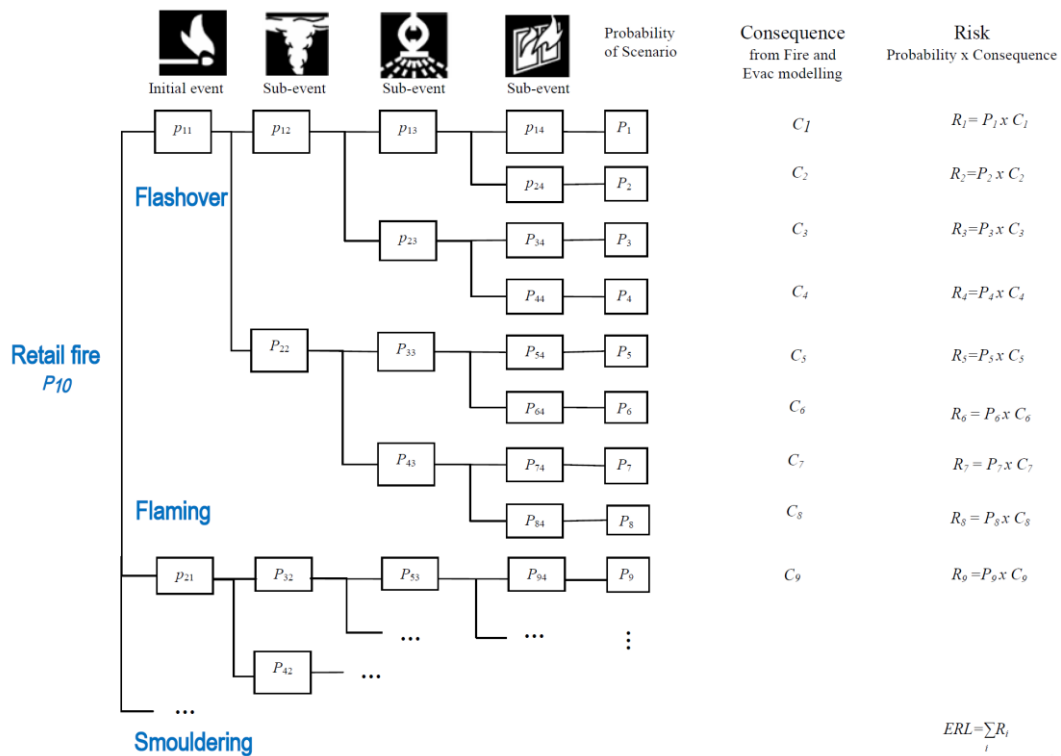 Probability
of Scenario
Consequence
from Fire and
Evac modelling
Risk
Probability x Consequence
Initial event
Sub-event
Sub-event
Sub-event
p11 p12 p13 p14 P1 C1 R1= P1 x C1
p24 P2 C2 R2=P2 x C2
Flashover
p23 P34 P3 C3 R3=P3 x C3
P44 P4 C4 R4=P4 x C4
Retail fire
P10
P22 P33 P54 P5 C5 R5=P5 x C5
P64 P6 C6 R6 = P6 x C6
P43 P74 P7 C7 R7 = P7 x C7
Flaming
P84 P8 C8 R8 = P8 x C8
p21 P32 P53 P94 P9 C9 R9 =P9 x C9
... ... ⋮
P42 ...
...
Smouldering
ERL=∑Ri
i